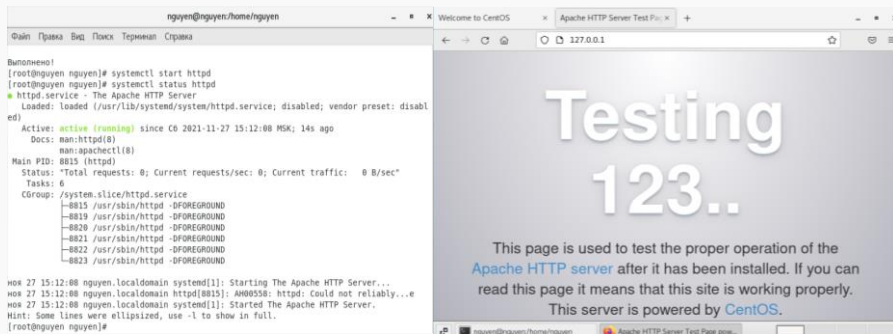 nguyen@nguyen:/home/nguyen
Файл Правка Вид Поиск Терминал Справка
Выполнено!
[root@nguyen nguyen]# systemctl start httpd
[root@nguyen nguyen]# systemctl status httpd
● httpd.service - The Apache HTTP Server
Loaded: loaded (/usr/lib/systemd/system/httpd.service; disabled; vendor preset: disabl
ed)
Active: active (running) since Сб 2021-11-27 15:12:08 MSK; 14s ago
Docs: man:httpd(8)
man:apachectl(8)
Main PID: 8815 (httpd)
Status: "Total requests: 0; Current requests/sec: 0; Current traffic:   0 B/sec"
Tasks: 6
CGroup: /system.slice/httpd.service
├─8815 /usr/sbin/httpd -DFOREGROUND
├─8819 /usr/sbin/httpd -DFOREGROUND
├─8820 /usr/sbin/httpd -DFOREGROUND
├─8821 /usr/sbin/httpd -DFOREGROUND
├─8822 /usr/sbin/httpd -DFOREGROUND
└─8823 /usr/sbin/httpd -DFOREGROUND
ноя 27 15:12:08 nguyen.localdomain systemd[1]: Starting The Apache HTTP Server...
ноя 27 15:12:08 nguyen.localdomain httpd[8815]: AH00558: httpd: Could not reliably...e
ноя 27 15:12:08 nguyen.localdomain systemd[1]: Started The Apache HTTP Server.
Hint: Some lines were ellipsized, use -l to show in full.
[root@nguyen nguyen]#
Welcome to CentOS
Apache HTTP Server Test Pag
127.0.0.1
Testing
123..
This page is used to test the proper operation of the
Apache HTTP server after it has been installed. If you can
read this page it means that this site is working properly.
This server is powered by CentOS.
nguyen@nguyen:/home/nguyen
Apache HTTP Server Test Page pow...